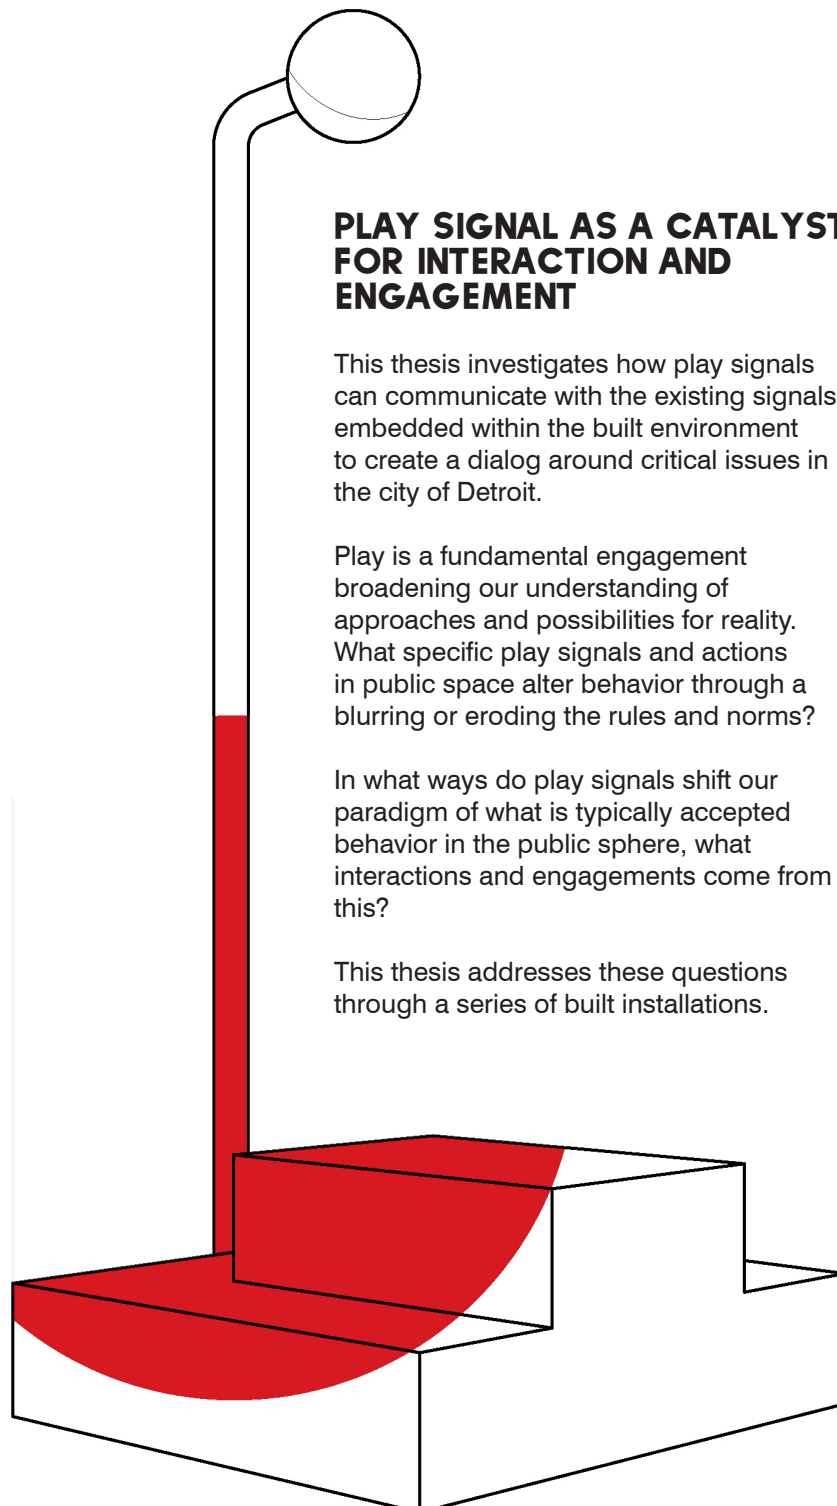 PLAY SIGNAL AS A CATALYST
FOR INTERACTION AND
ENGAGEMENT
This thesis investigates how play signals
can communicate with the existing signals
embedded within the built environment
to create a dialog around critical issues in
the city of Detroit.
Play is a fundamental engagement
broadening our understanding of
approaches and possibilities for reality.
What specific play signals and actions
in public space alter behavior through a
blurring or eroding the rules and norms?
In what ways do play signals shift our
paradigm of what is typically accepted
behavior in the public sphere, what
interactions and engagements come from
this?
This thesis addresses these questions
through a series of built installations.